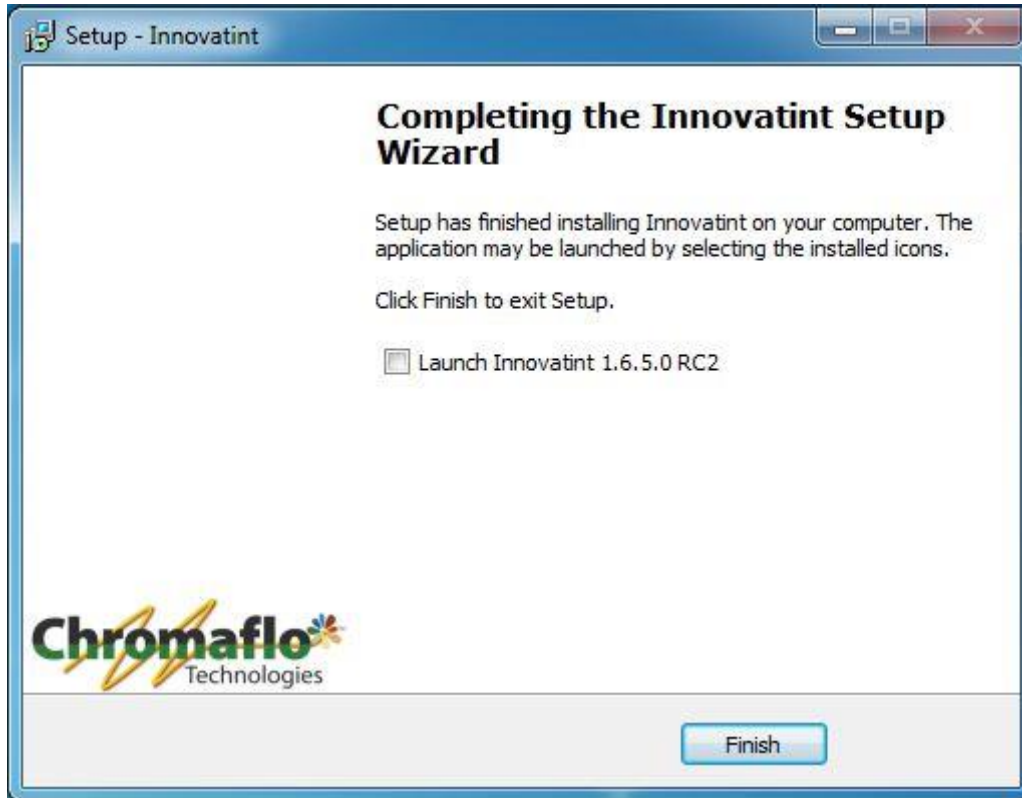 Setup - Innovatint
Completing the Innovatint Setup
Wizard
Setup has finished installing Innovatint on your computer. The
application may be launched by selecting the installed icons.
Click Finish to exit Setup.
Launch Innovatint 1.6.5.0 RC2
Chromaflo
Technologies
Finish